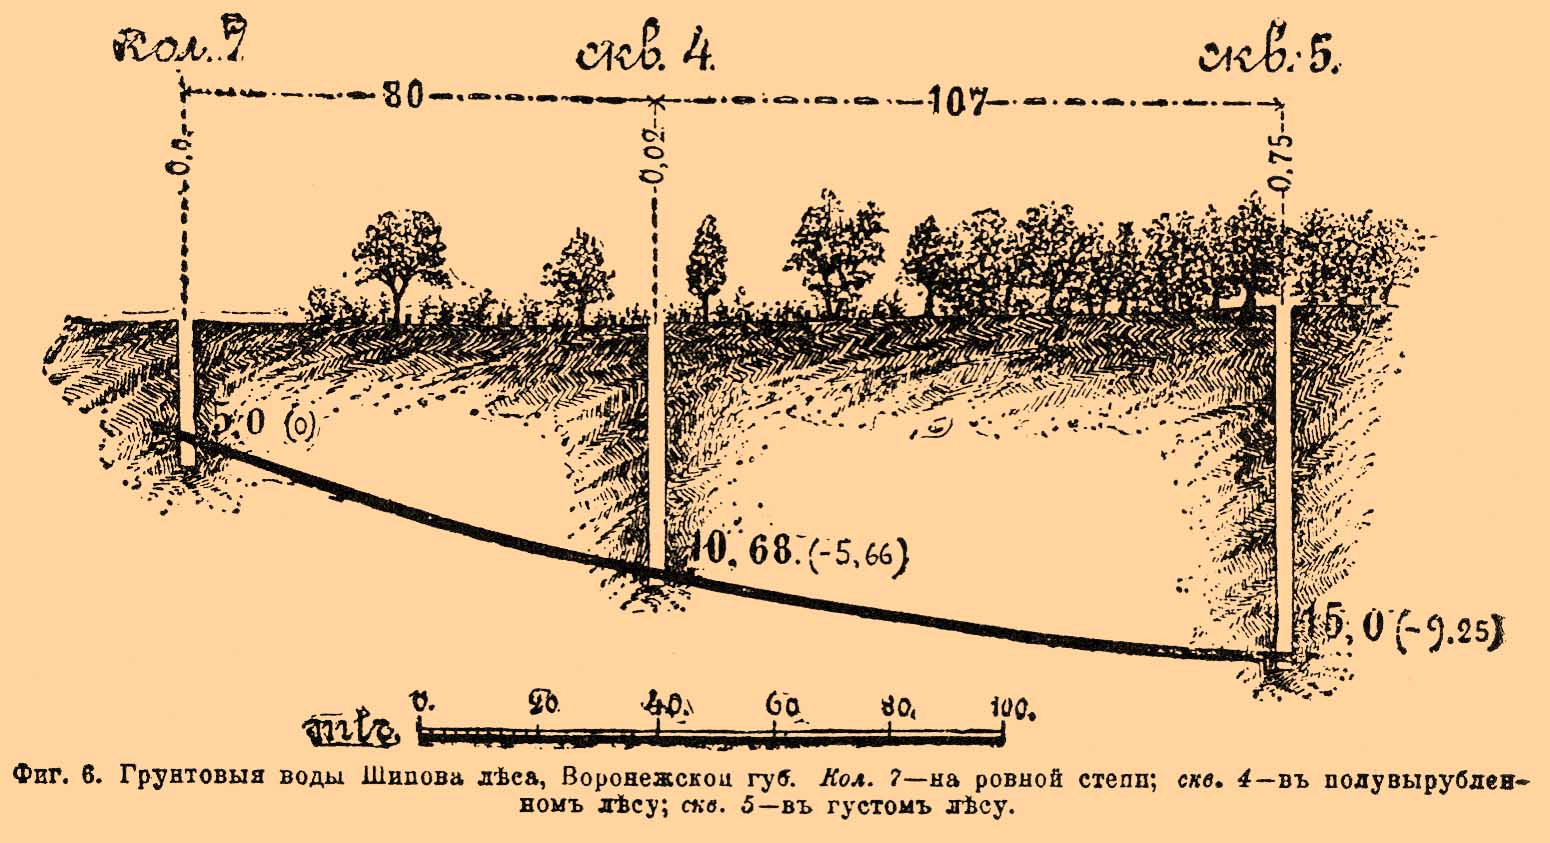 кол. 7
скв. 4.
скв. 5.
80
107
0,0
0,02
0,75
5,0 (0)
10,68. (-5,66)
15,0 (-9.25)
0. 20 40. 60 80. 100.
mtr.
Фиг. 6. Грунтовыя воды Шипова лѣса, Воронежской губ. Кол. 7—на ровной степи; скв. 4—въ полувырублен-
номъ лѣсу; скв. 5—въ густомъ лѣсу.